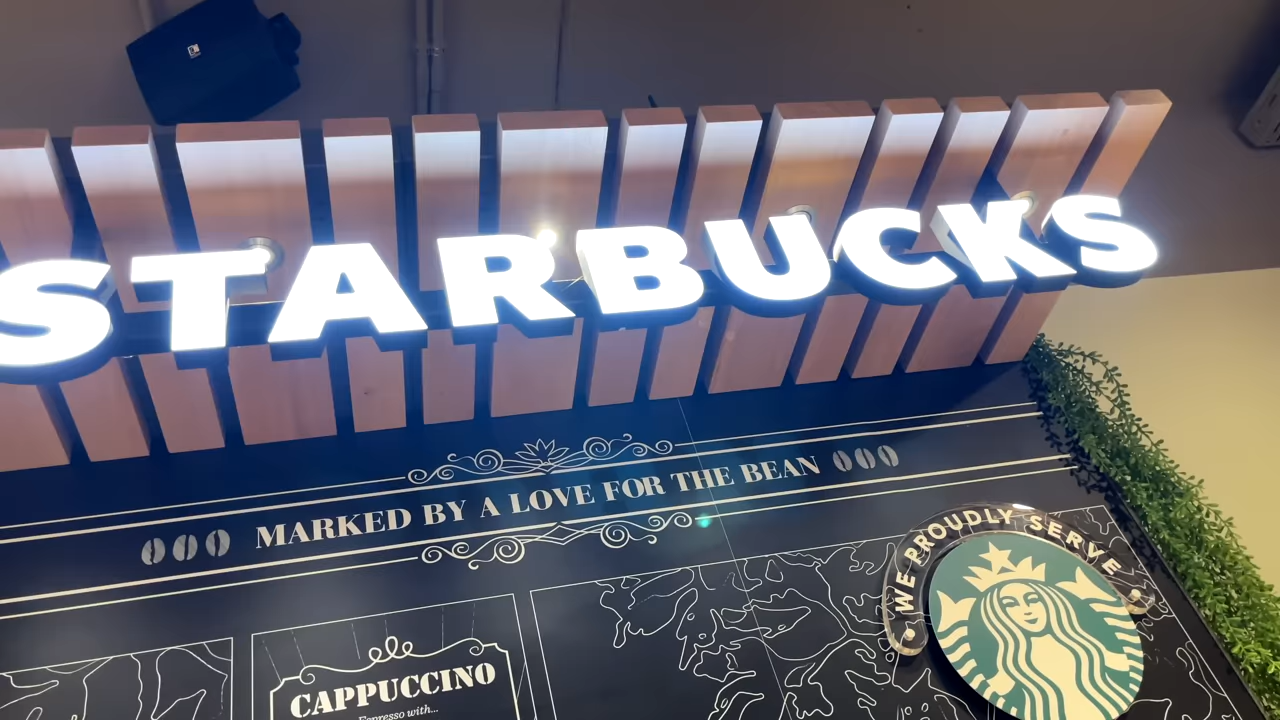 STARBUCKS
MARKED BY A LOVE FOR THE BEAN
WE PROUDLY SERVE
CAPPUCCINO
Espresso with...